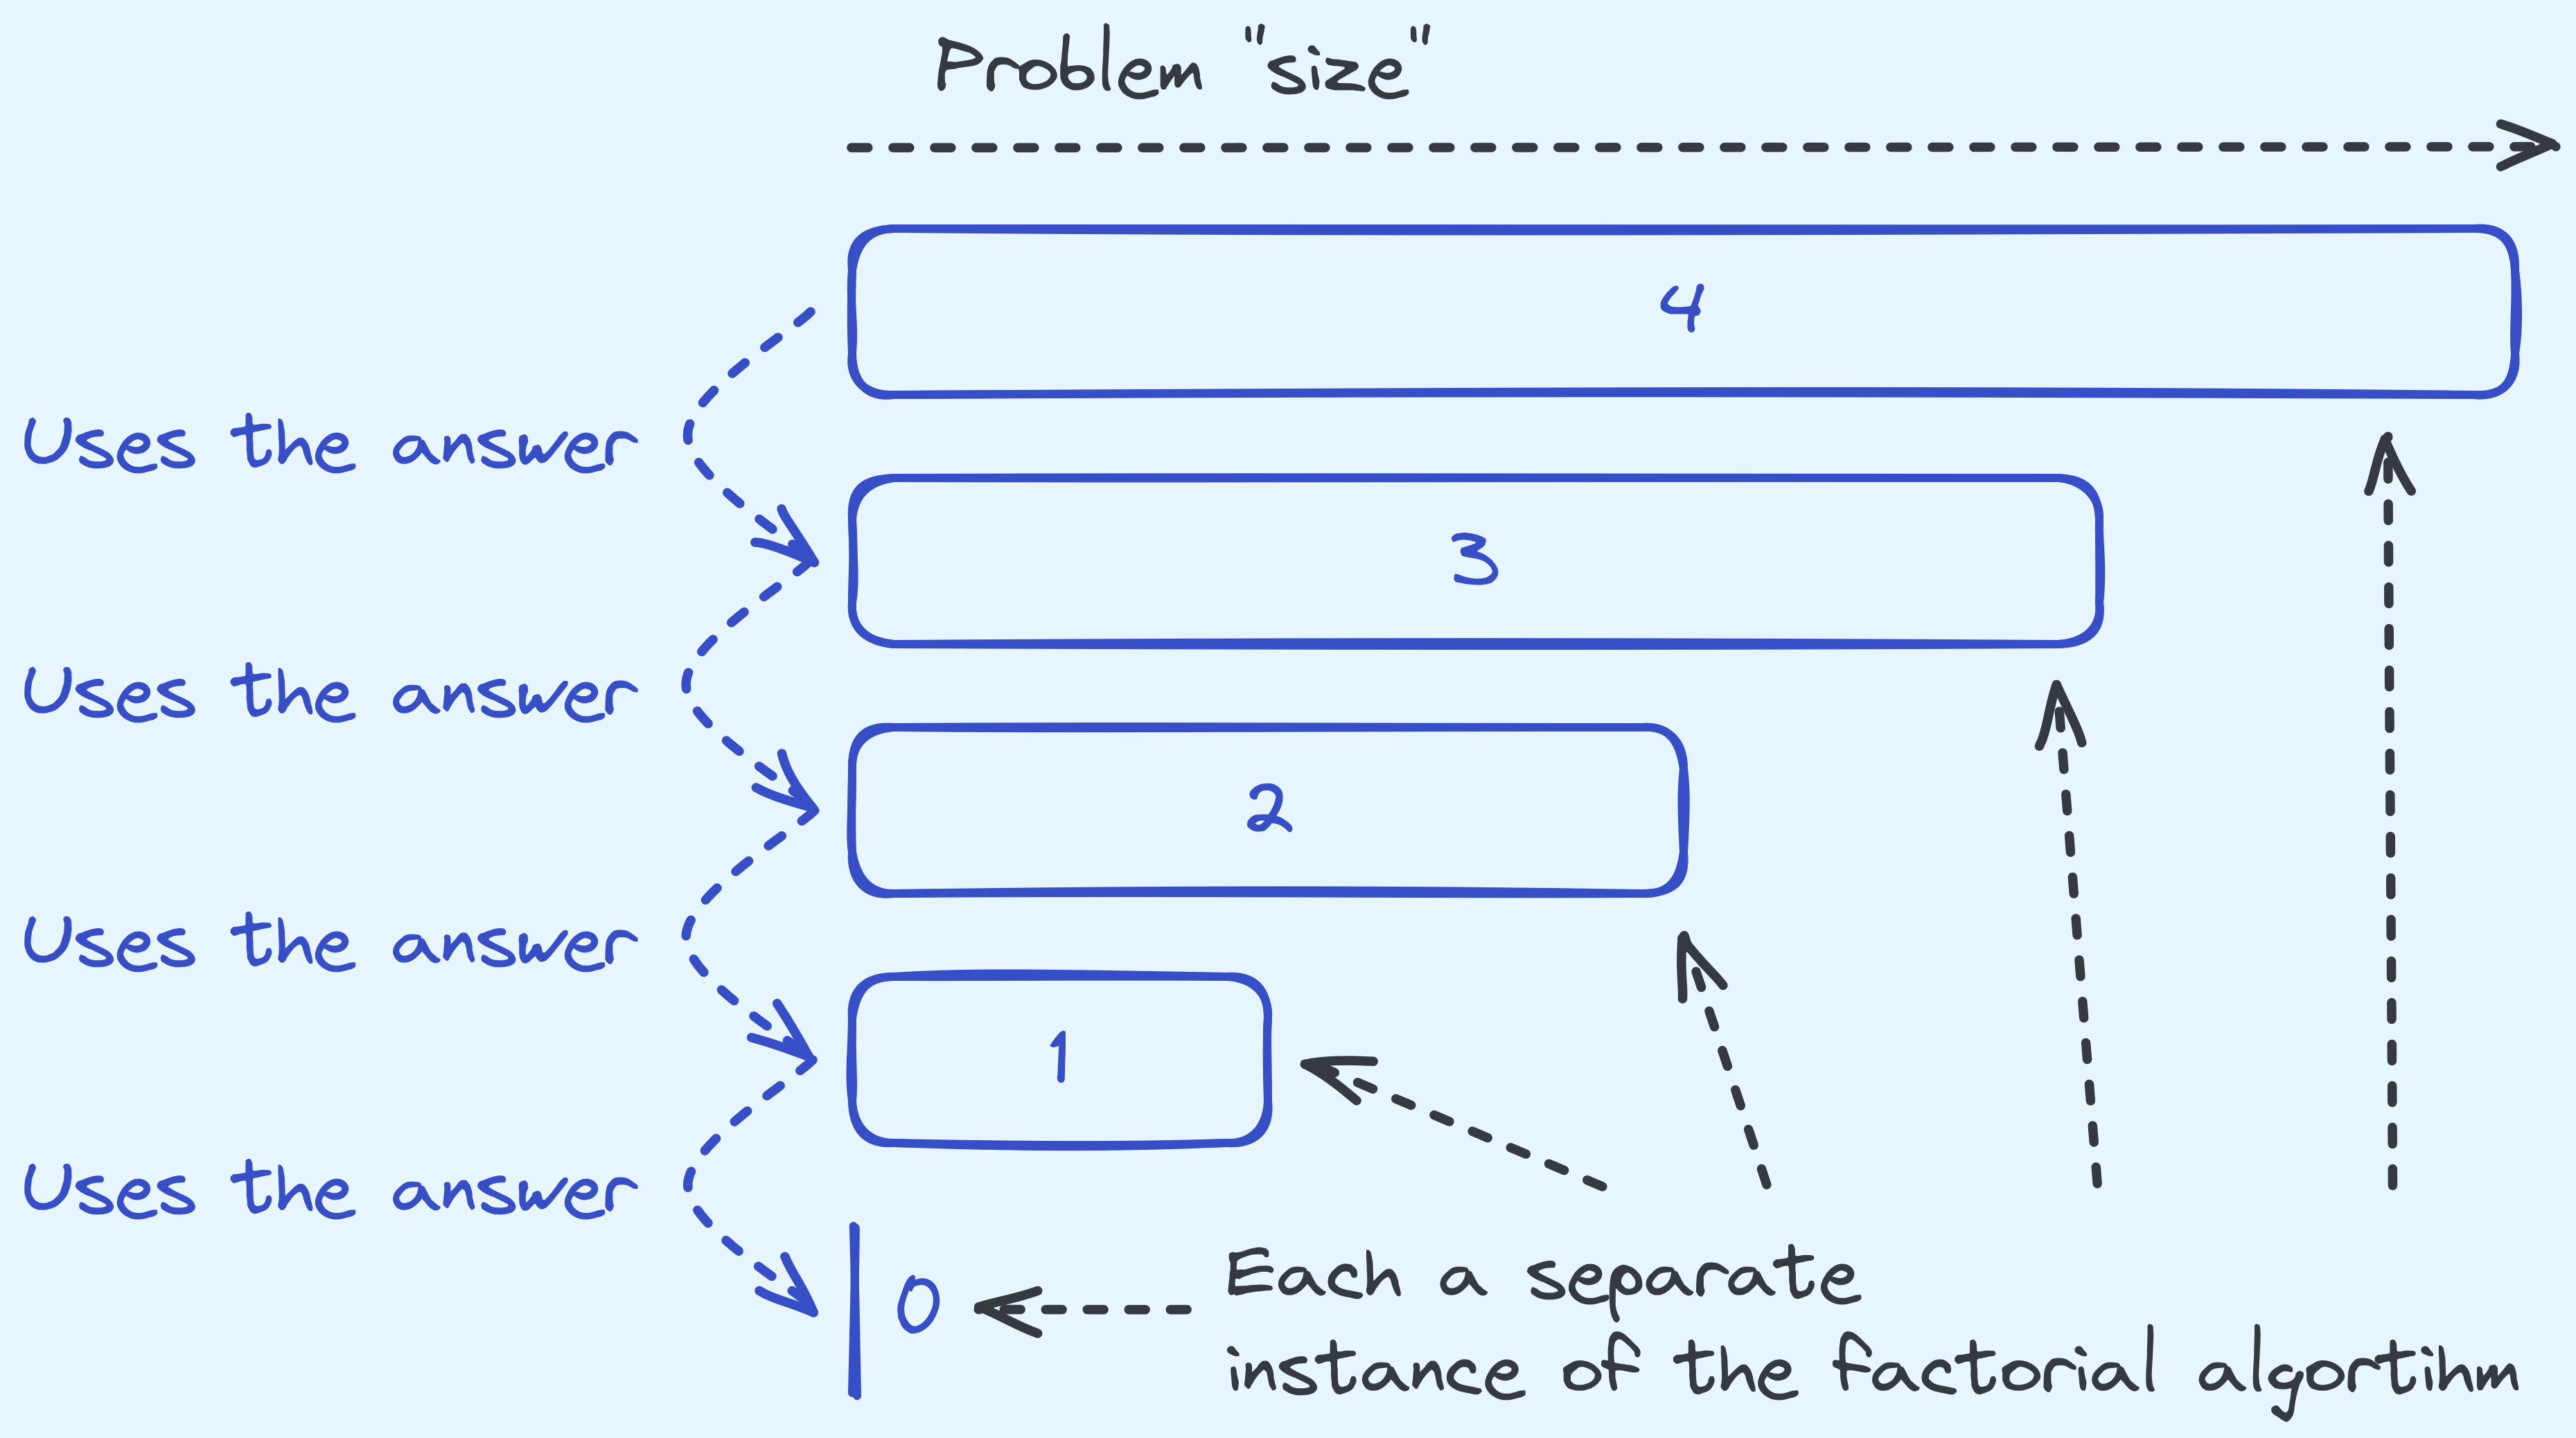 Problem "size"
4
Uses the answer
3
Uses the answer
2
Uses the answer
1
Uses the answer
0
Each a separate
instance of the factorial algortihm